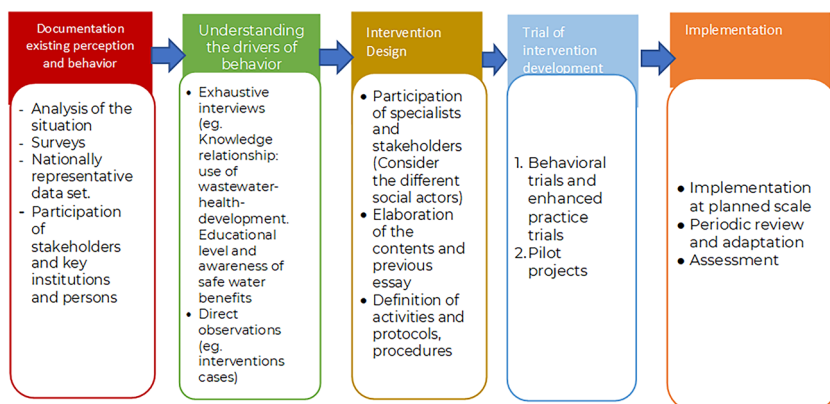 Documentation
existing perception
and behavior
- Analysis of the
situation
- Surveys
- Nationally
representative
data set.
- Participation
of
stakeholders
and key
institutions
and persons
Understanding
the drivers of
behavior
• Exhaustive
interviews
(eg.
Knowledge
relationship:
use of
wastewater-
health-
development.
Educational
level and
awareness of
safe water
benefits
• Direct
observations
(eg.
interventions
cases)
Intervention
Design
• Participation
of specialists
and
stakeholders
(Consider
the different
social actors)
• Elaboration
of the
contents and
previous
essay
• Definition of
activities and
protocols,
procedures
Trial of
intervention
development
1. Behavioral
trials and
enhanced
practice
trials
2. Pilot
projects
Implementation
• Implementation
at planned scale
• Periodic review
and adaptation
• Assessment